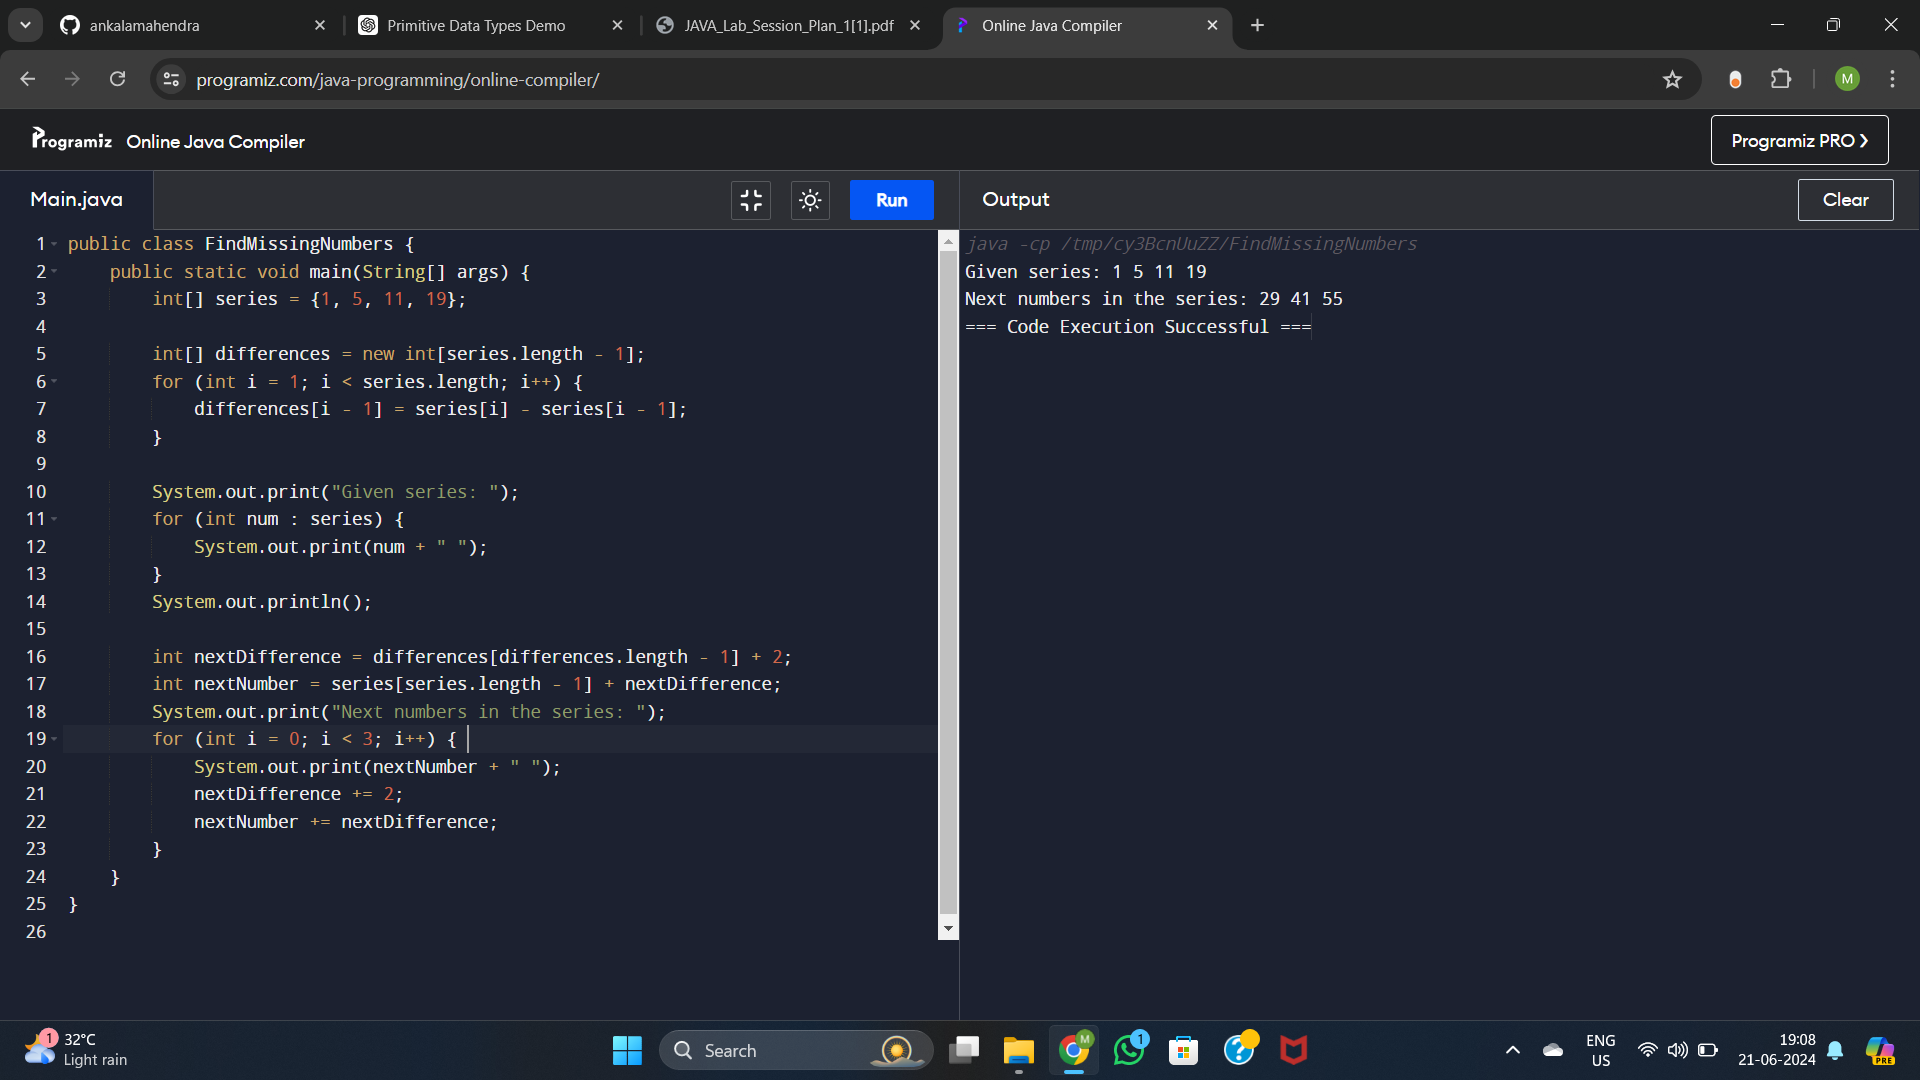 ankalamahendra
Primitive Data Types Demo
JAVA_Lab_Session_Plan_1[1].pdf
Online Java Compiler
programiz.com/java-programming/online-compiler/
M
Programiz Online Java Compiler
Programiz PRO
Main.java
Run
Output
Clear
1 public class FindMissingNumbers {
2     public static void main(String[] args) {
3         int[] series = {1, 5, 11, 19};
4
5         int[] differences = new int[series.length - 1];
6         for (int i = 1; i < series.length; i++) {
7             differences[i - 1] = series[i] - series[i - 1];
8         }
9
10         System.out.print("Given series: ");
11         for (int num : series) {
12             System.out.print(num + " ");
13         }
14         System.out.println();
15
16         int nextDifference = differences[differences.length - 1] + 2;
17         int nextNumber = series[series.length - 1] + nextDifference;
18         System.out.print("Next numbers in the series: ");
19         for (int i = 0; i < 3; i++) {
20             System.out.print(nextNumber + " ");
21             nextDifference += 2;
22             nextNumber += nextDifference;
23         }
24     }
25 }
26
java -cp /tmp/cy3BcnUuZZ/FindMissingNumbers
Given series: 1 5 11 19
Next numbers in the series: 29 41 55
=== Code Execution Successful ===
1
32°C
Light rain
Search
M
1
ENG
US
19:08
21-06-2024
PRE